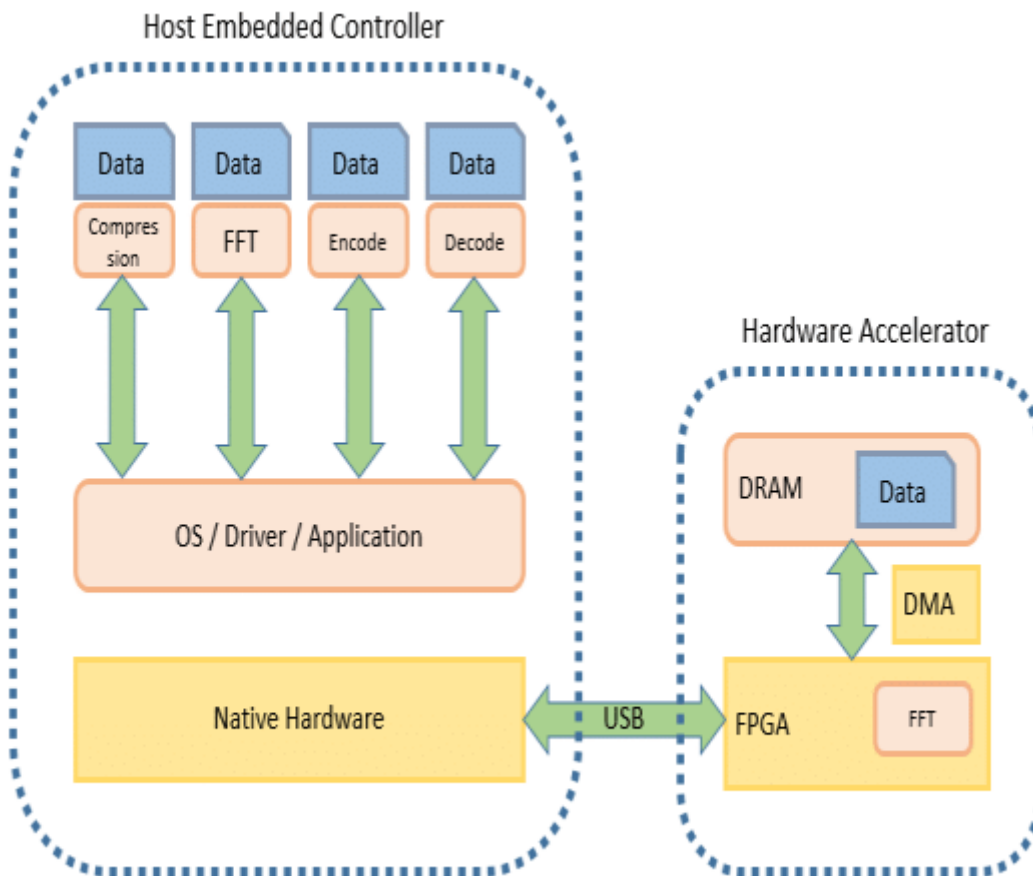 Host Embedded Controller
Data
Data
Data
Data
Compres
sion
FFT
Encode
Decode
OS / Driver / Application
Native Hardware
USB
Hardware Accelerator
DRAM
Data
DMA
FPGA
FFT